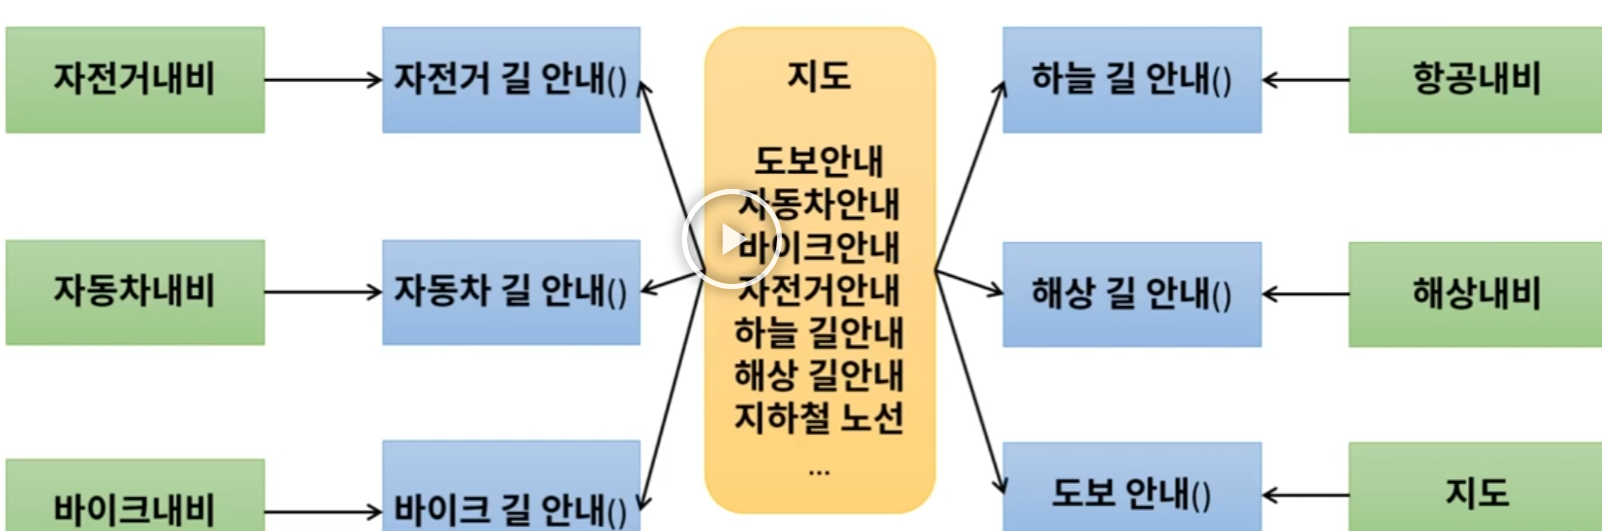 자전거내비
자전거 길 안내()
지도
하늘 길 안내()
항공내비
도보안내
자동차안내
바이크안내
자전거안내
하늘 길안내
해상 길안내
지하철 노선
...
자동차내비
자동차 길 안내()
해상 길 안내()
해상내비
바이크내비
바이크 길 안내()
도보 안내()
지도